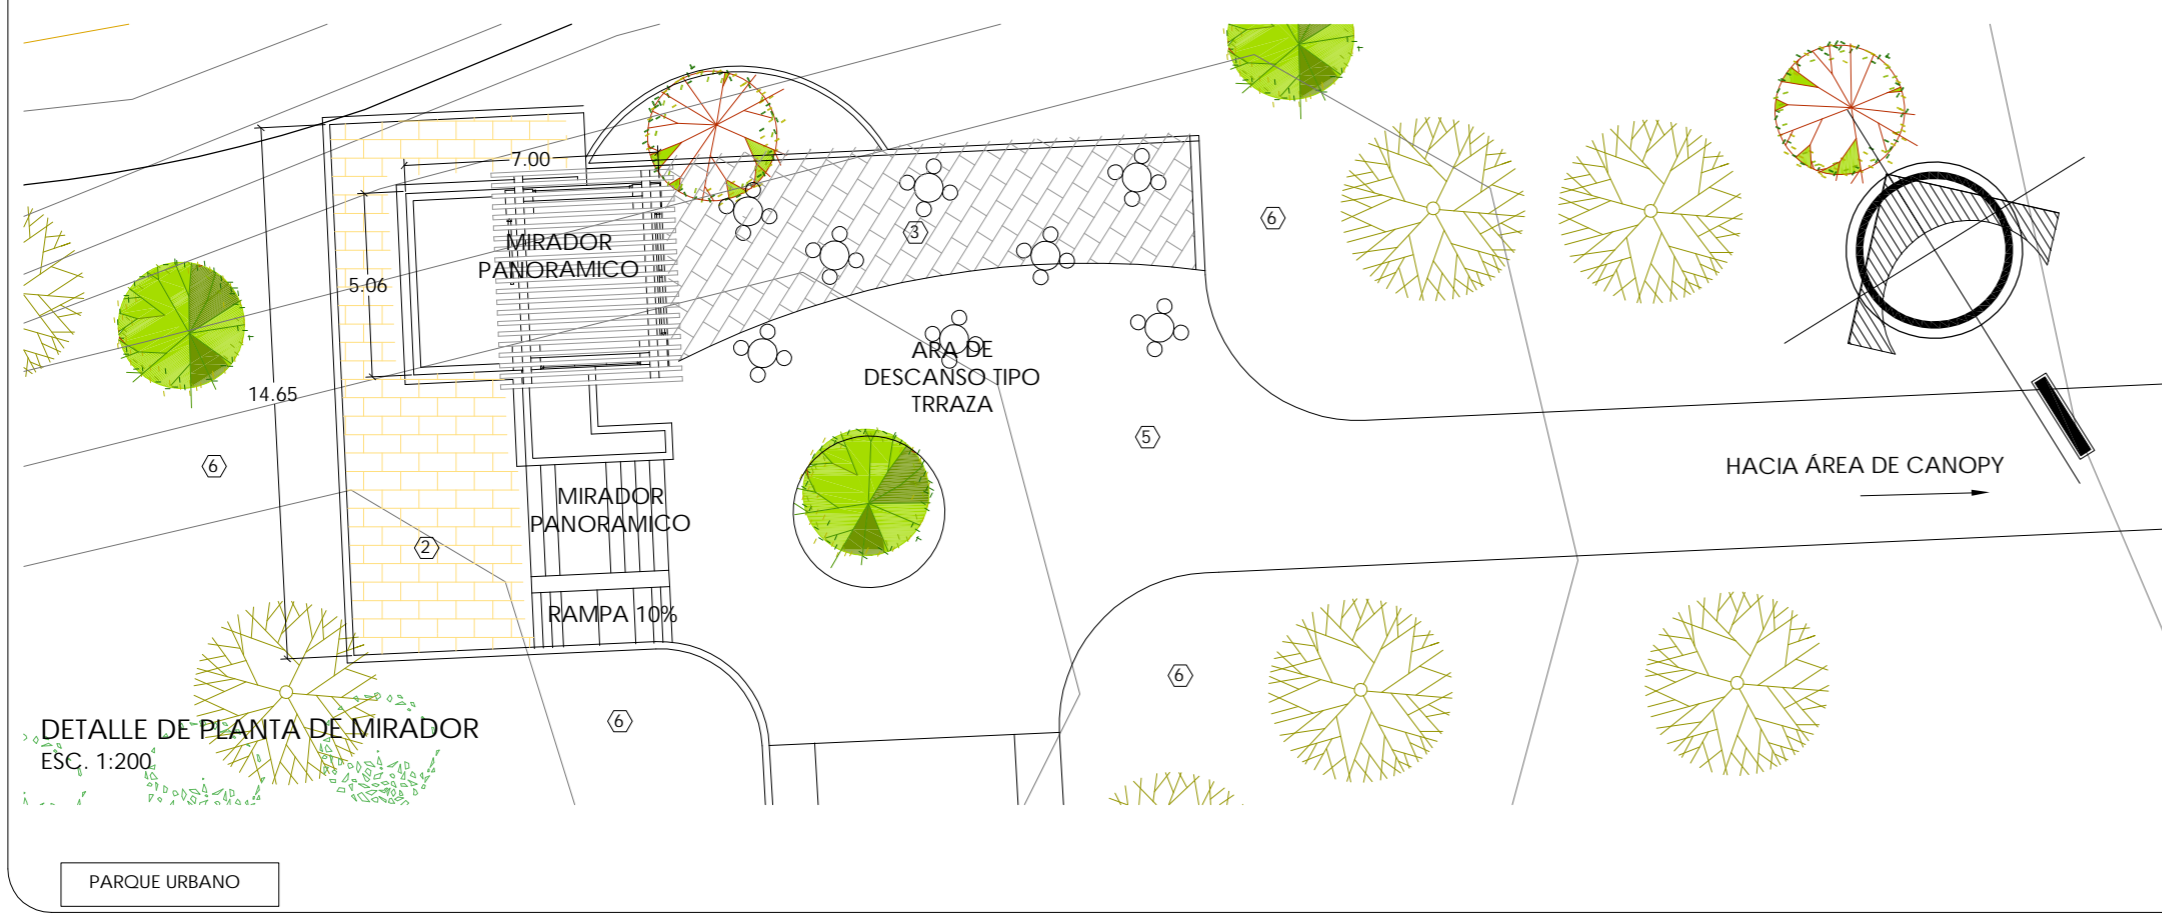 7.00
MIRADOR
PANORAMICO
3
6
5.06
ARA DE
DESCANSO TIPO
TRRAZA
14.65
5
6
HACIA ÁREA DE CANOPY
MIRADOR
PANORAMICO
2
RAMPA 10%
6
6
DETALLE DE PLANTA DE MIRADOR
ESC. 1:200
PARQUE URBANO